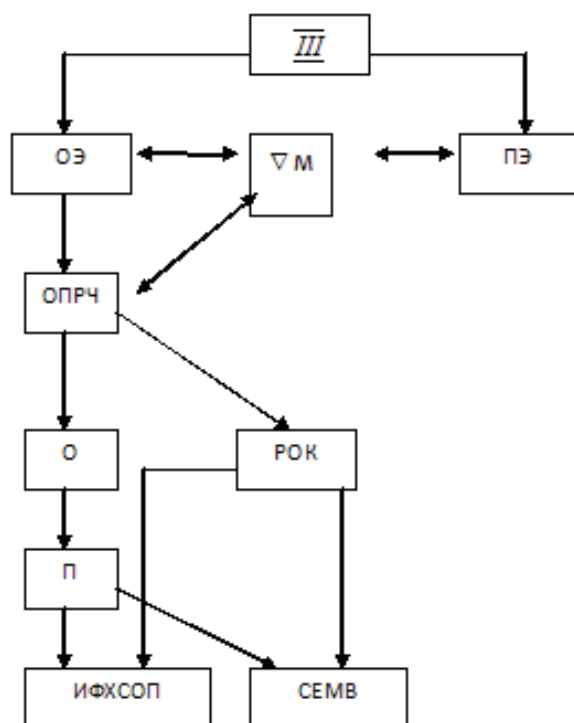 III
ОЭ
∇ М
ПЭ
ОПРЧ
О
РОК
П
ИФХСОП
СЕМВ